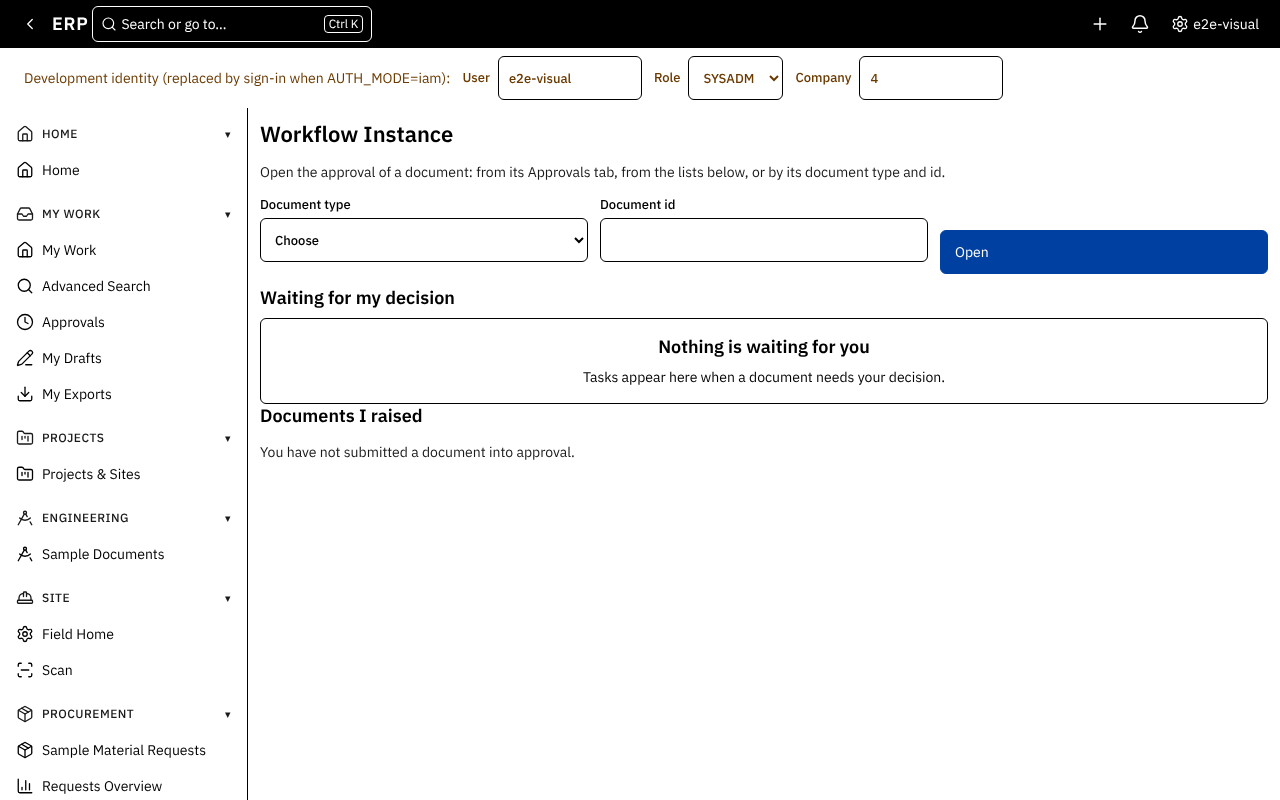 ERP
Search or go to...
Ctrl K
e2e-visual
Development identity (replaced by sign-in when AUTH_MODE=iam):
User
e2e-visual
Role
SYSADM
Company
4
HOME
Home
MY WORK
My Work
Advanced Search
Approvals
My Drafts
My Exports
PROJECTS
Projects & Sites
ENGINEERING
Sample Documents
SITE
Field Home
Scan
PROCUREMENT
Sample Material Requests
Requests Overview
Workflow Instance
Open the approval of a document: from its Approvals tab, from the lists below, or by its document type and id.
Document type
Choose
Document id
Open
Waiting for my decision
Nothing is waiting for you
Tasks appear here when a document needs your decision.
Documents I raised
You have not submitted a document into approval.